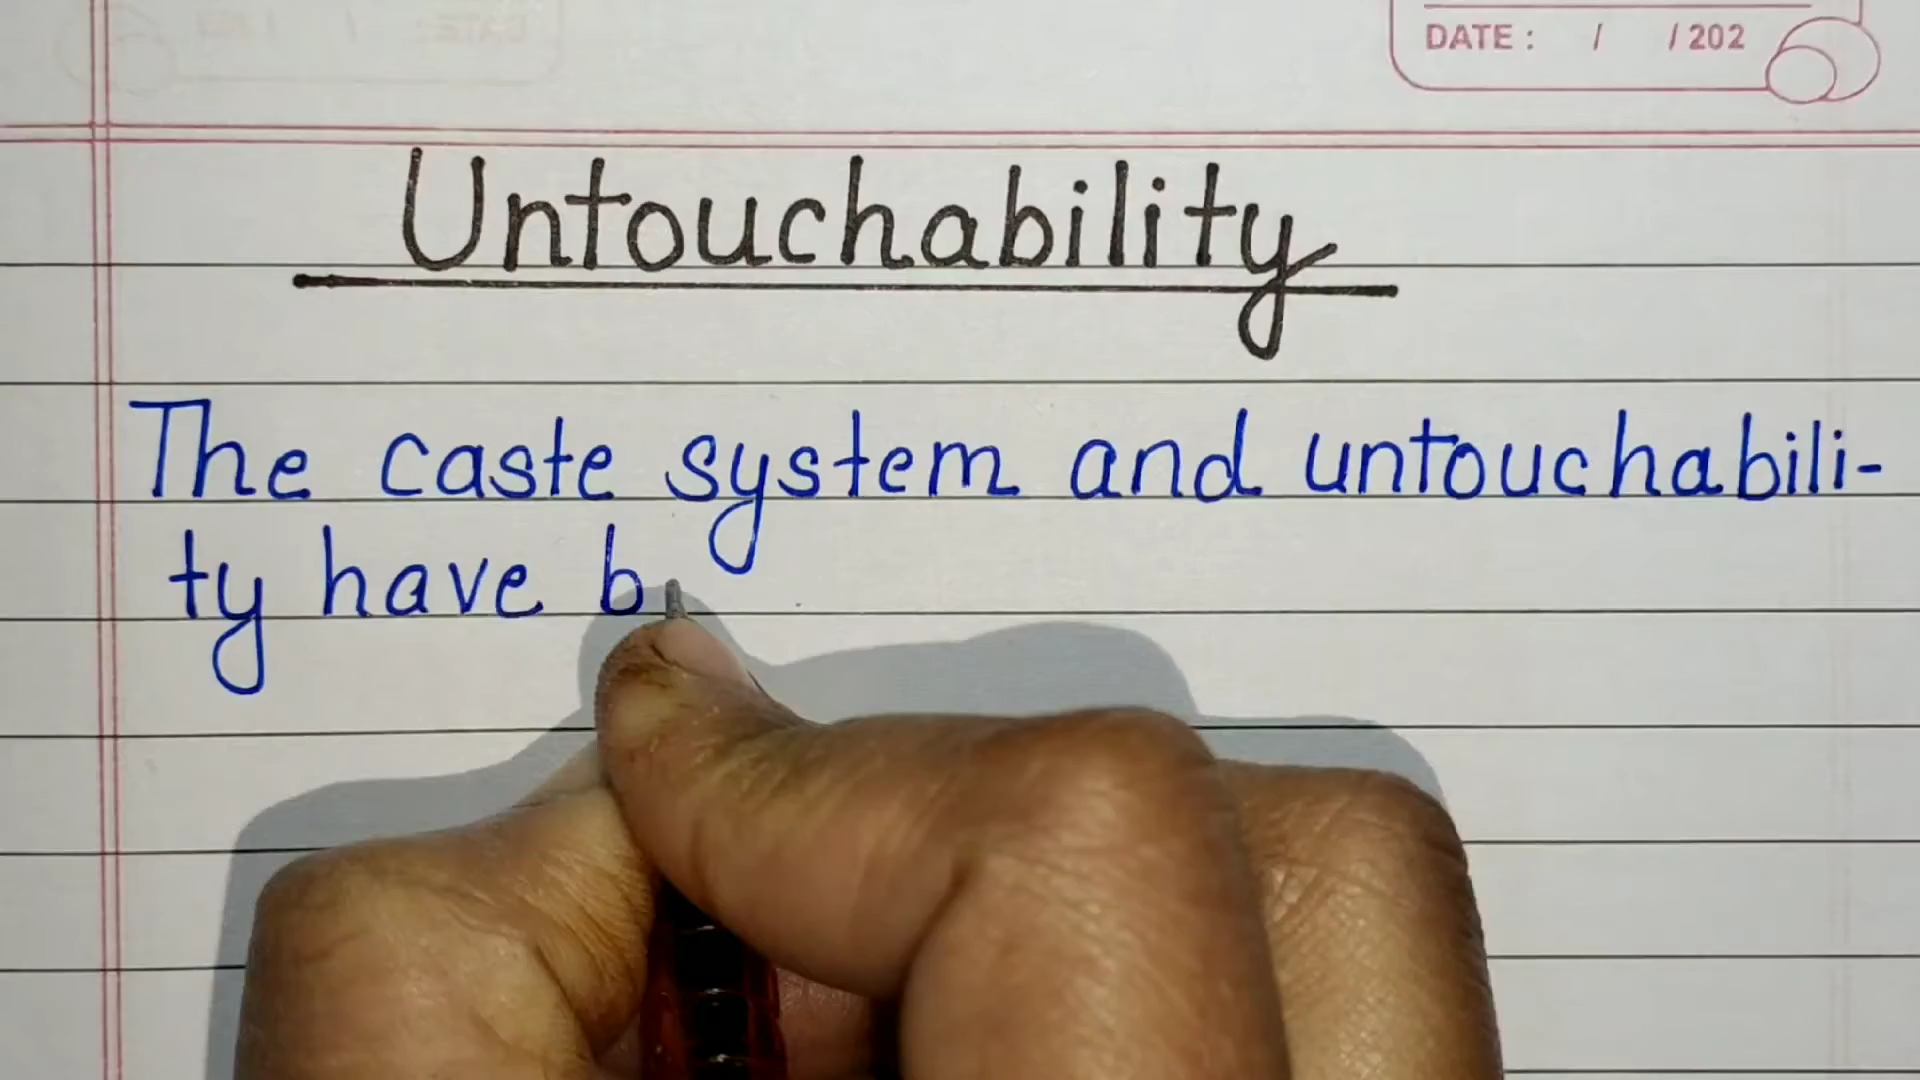 DATE : / / 202
Untouchability
The caste system and untouchabili-
ty have b